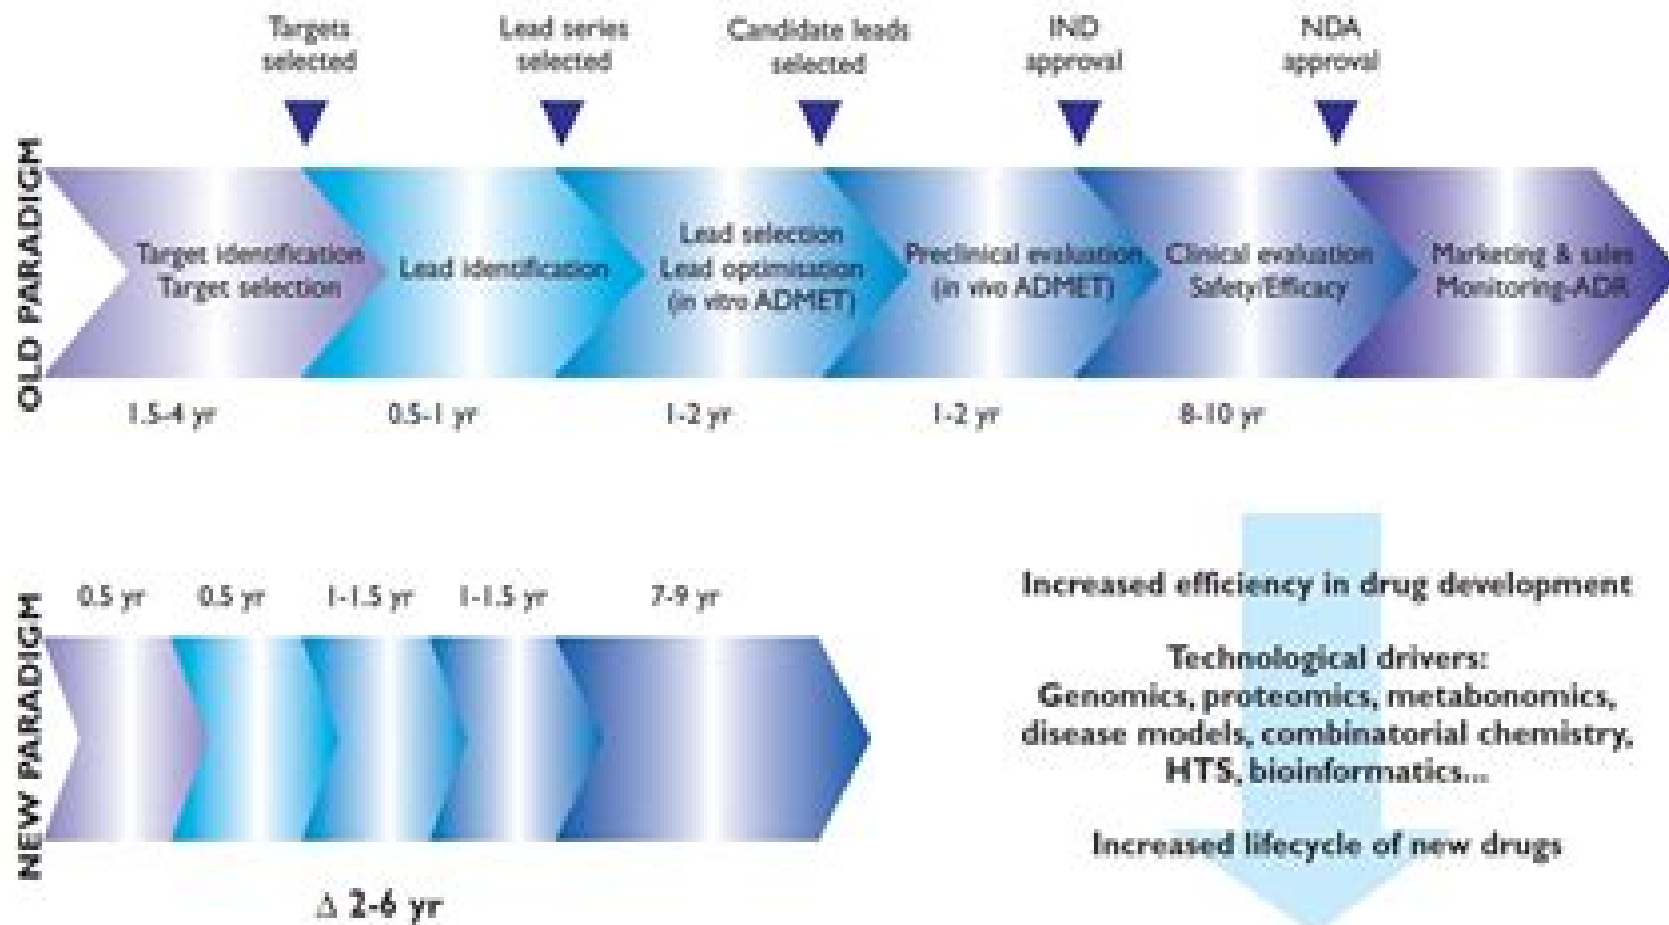 Targets
selected
Lead series
selected
Candidate leads
selected
IND
approval
NDA
approval
OLD PARADIGM
Target identification
Target selection
Lead identification
Lead selection
Lead optimisation
(in vitro ADMET)
Preclinical evaluation
(in vivo ADMET)
Clinical evaluation
Safety/Efficacy
Marketing & sales
Monitoring-ADR
1.5-4 yr
0.5-1 yr
1-2 yr
1-2 yr
8-10 yr
NEW PARADIGM
0.5 yr
0.5 yr
1-1.5 yr
1-1.5 yr
7-9 yr
Δ 2-6 yr
Increased efficiency in drug development
Technological drivers:
Genomics, proteomics, metabonomics,
disease models, combinatorial chemistry,
HTS, bioinformatics...
Increased lifecycle of new drugs